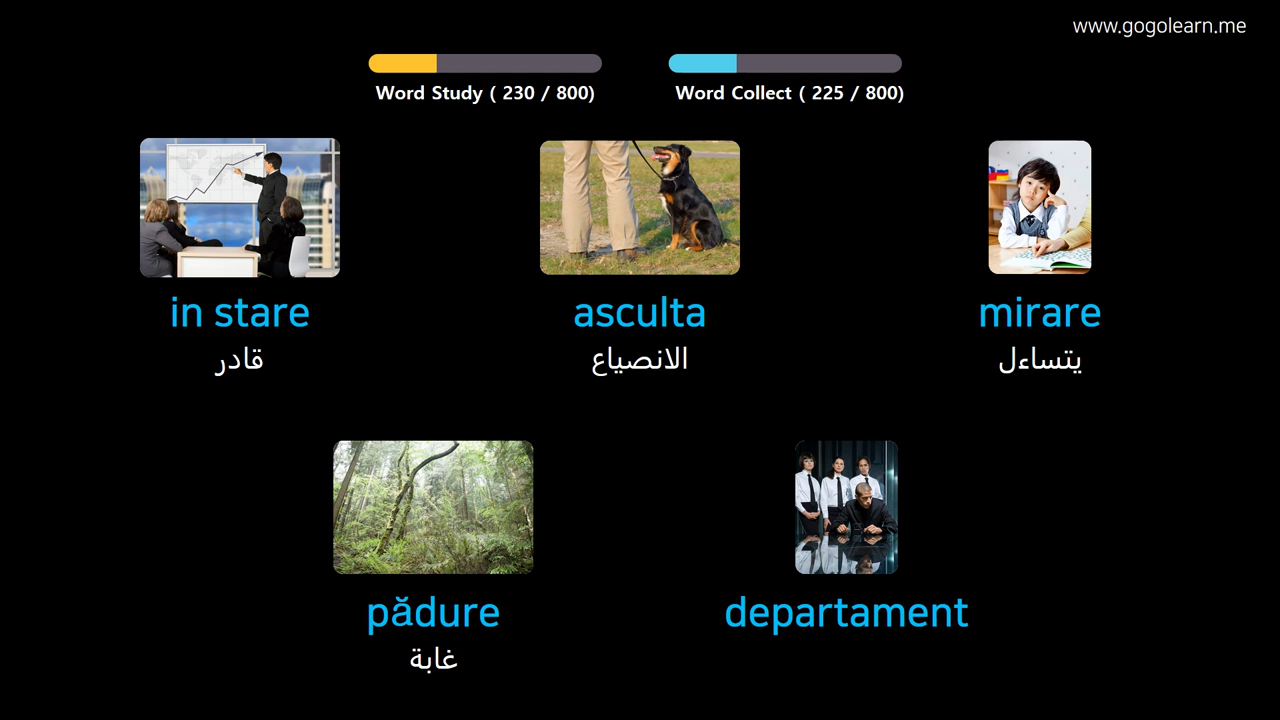 www.gogolearn.me
Word Study ( 230 / 800)
Word Collect ( 225 / 800)
in stare
قادر
asculta
الانصياع
mirare
يتساءل
pădure
غابة
departament